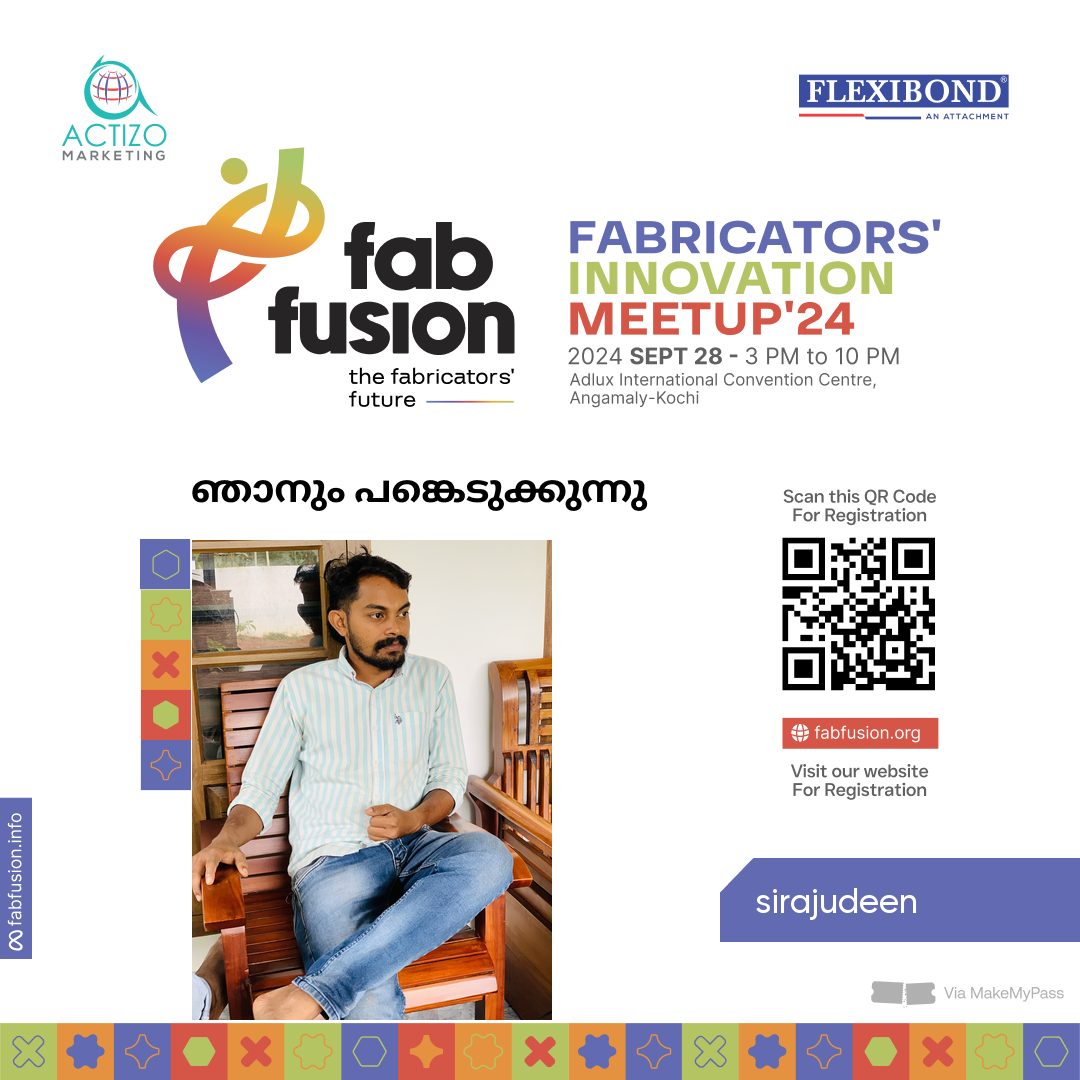 ACTIZO
MARKETING
FLEXIBOND®
AN ATTACHMENT
fab
fusion
the fabricators'
future
FABRICATORS'
INNOVATION
MEETUP'24
2024 SEPT 28 - 3 PM to 10 PM
Adlux International Convention Centre,
Angamaly-Kochi
ഞാനും പങ്കെടുക്കുന്നു
Scan this QR Code
For Registration
fabfusion.org
Visit our website
For Registration
fabfusion.info
sirajudeen
Via MakeMyPass